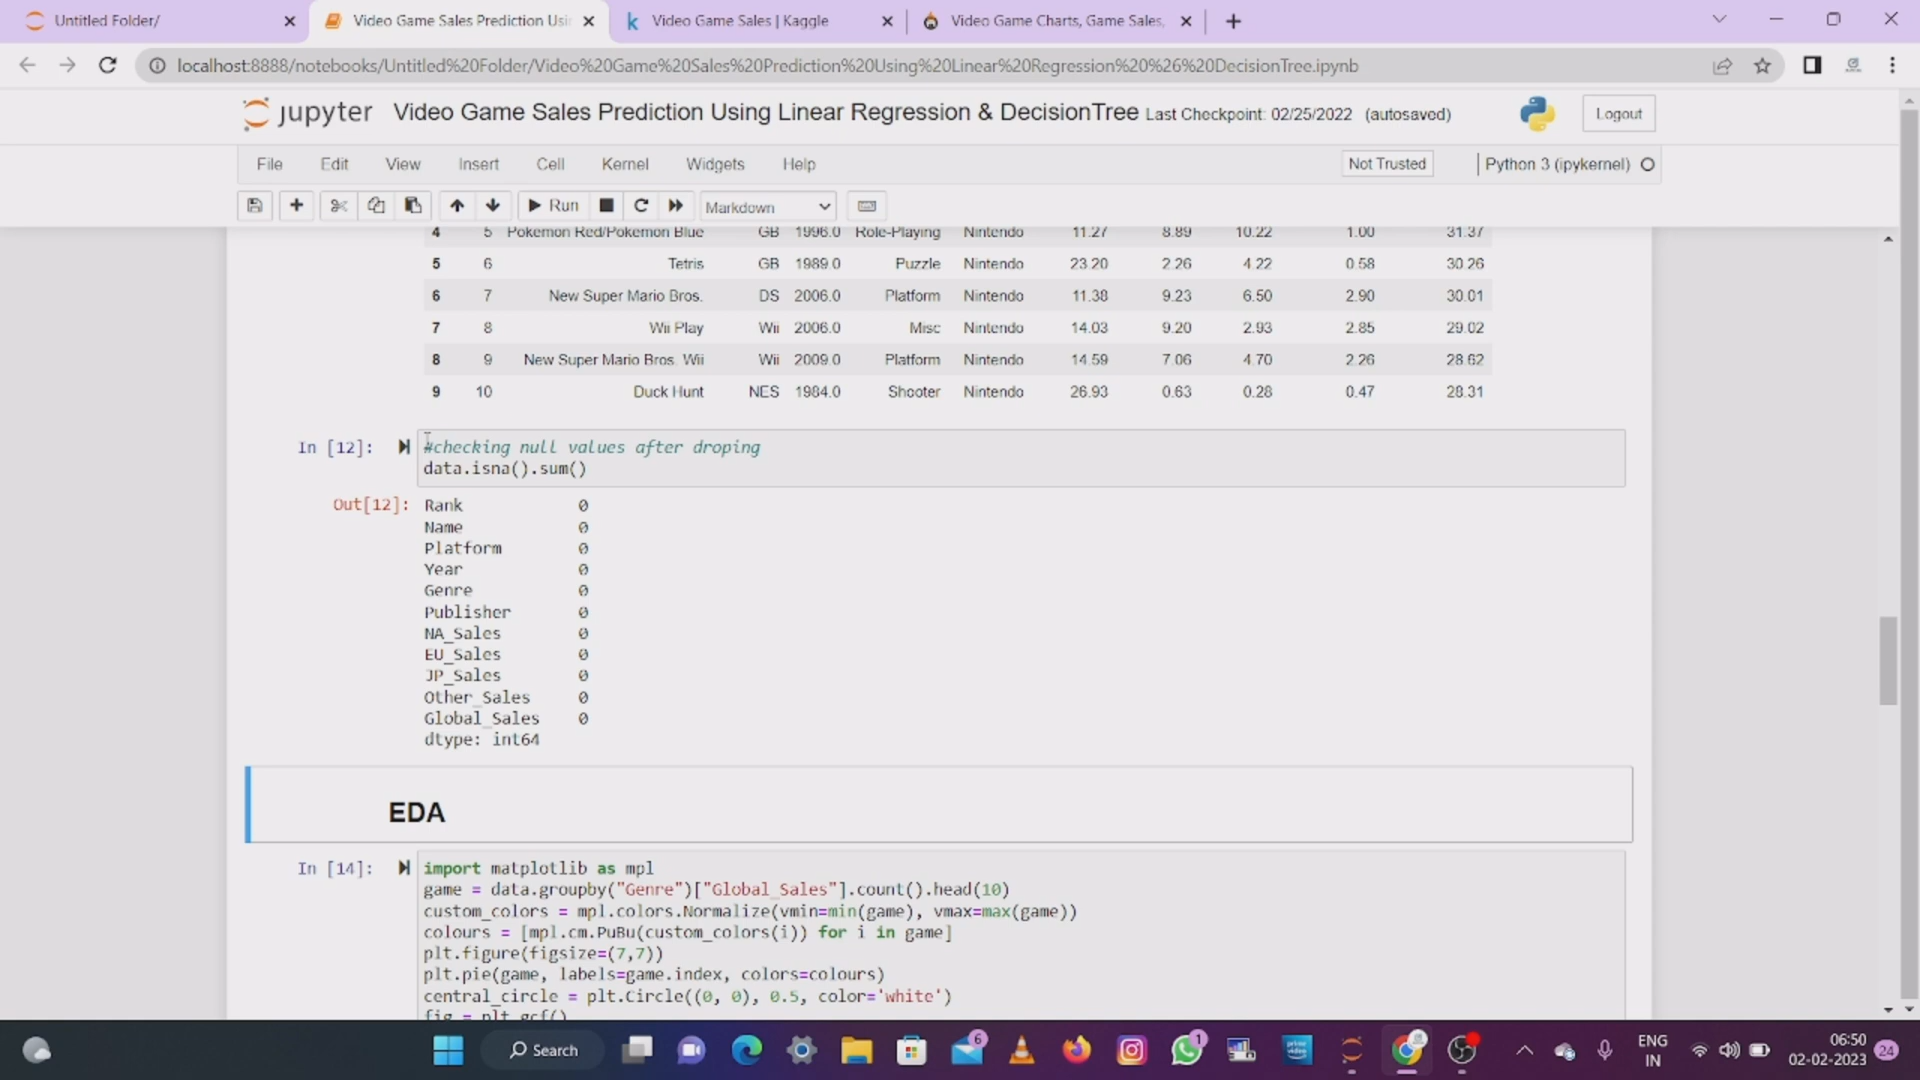 Untitled Folder/
Video Game Sales Prediction Usi
Video Game Sales | Kaggle
Video Game Charts, Game Sales,
localhost:8888/notebooks/Untitled%20Folder/Video%20Game%20Sales%20Prediction%20Using%20Linear%20Regression%20%26%20DecisionTree.ipynb
jupyter Video Game Sales Prediction Using Linear Regression & DecisionTree Last Checkpoint: 02/25/2022 (autosaved) Logout
File Edit View Insert Cell Kernel Widgets Help Not Trusted Python 3 (ipykernel)
Run Markdown
4 5 Pokemon Red/Pokemon Blue GB 1996.0 Role-Playing Nintendo 11.27 8.89 10.22 1.00 31.37
5 6 Tetris GB 1989.0 Puzzle Nintendo 23.20 2.26 4.22 0.58 30.26
6 7 New Super Mario Bros. DS 2006.0 Platform Nintendo 11.38 9.23 6.50 2.90 30.01
7 8 Wii Play Wii 2006.0 Misc Nintendo 14.03 9.20 2.93 2.85 29.02
8 9 New Super Mario Bros. Wii Wii 2009.0 Platform Nintendo 14.59 7.06 4.70 2.26 28.62
9 10 Duck Hunt NES 1984.0 Shooter Nintendo 26.93 0.63 0.28 0.47 28.31
In [12]: #checking null values after droping
data.isna().sum()
Out[12]: Rank 0
Name 0
Platform 0
Year 0
Genre 0
Publisher 0
NA_Sales 0
EU_Sales 0
JP_Sales 0
Other_Sales 0
Global_Sales 0
dtype: int64
EDA
In [14]: import matplotlib as mpl
game = data.groupby("Genre")["Global_Sales"].count().head(10)
custom_colors = mpl.colors.Normalize(vmin=min(game), vmax=max(game))
colours = [mpl.cm.PuBu(custom_colors(i)) for i in game]
plt.figure(figsize=(7,7))
plt.pie(game, labels=game.index, colors=colours)
central_circle = plt.Circle((0, 0), 0.5, color='white')
fig = plt.gcf()
Search
6
1
prime video
ENG
IN
06:50
02-02-2023
24